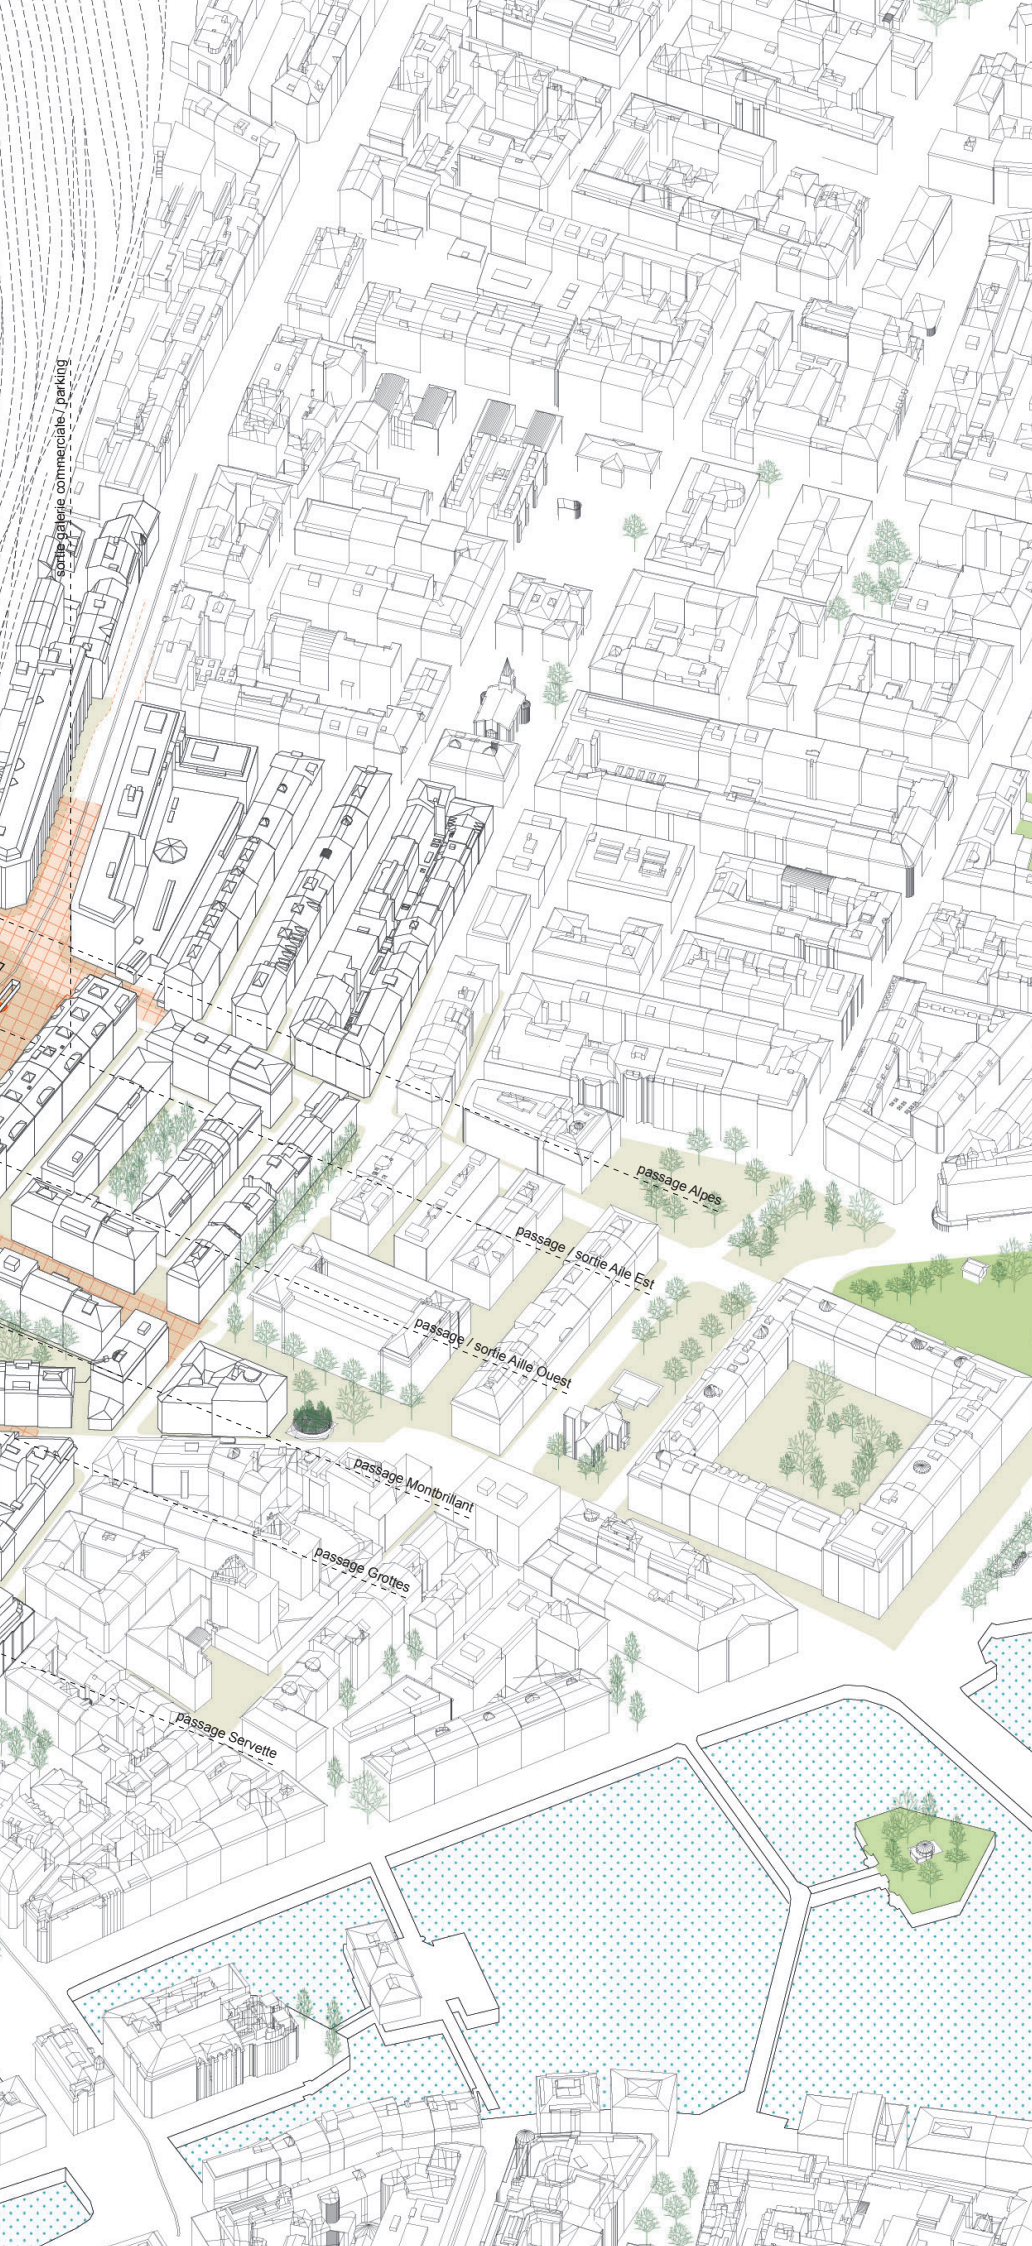 sortie galerie commerciale / parking
passage Alpes
passage / sortie Aile Est
passage / sortie Aille Ouest
passage Montbrillant
passage Grottes
passage Servette